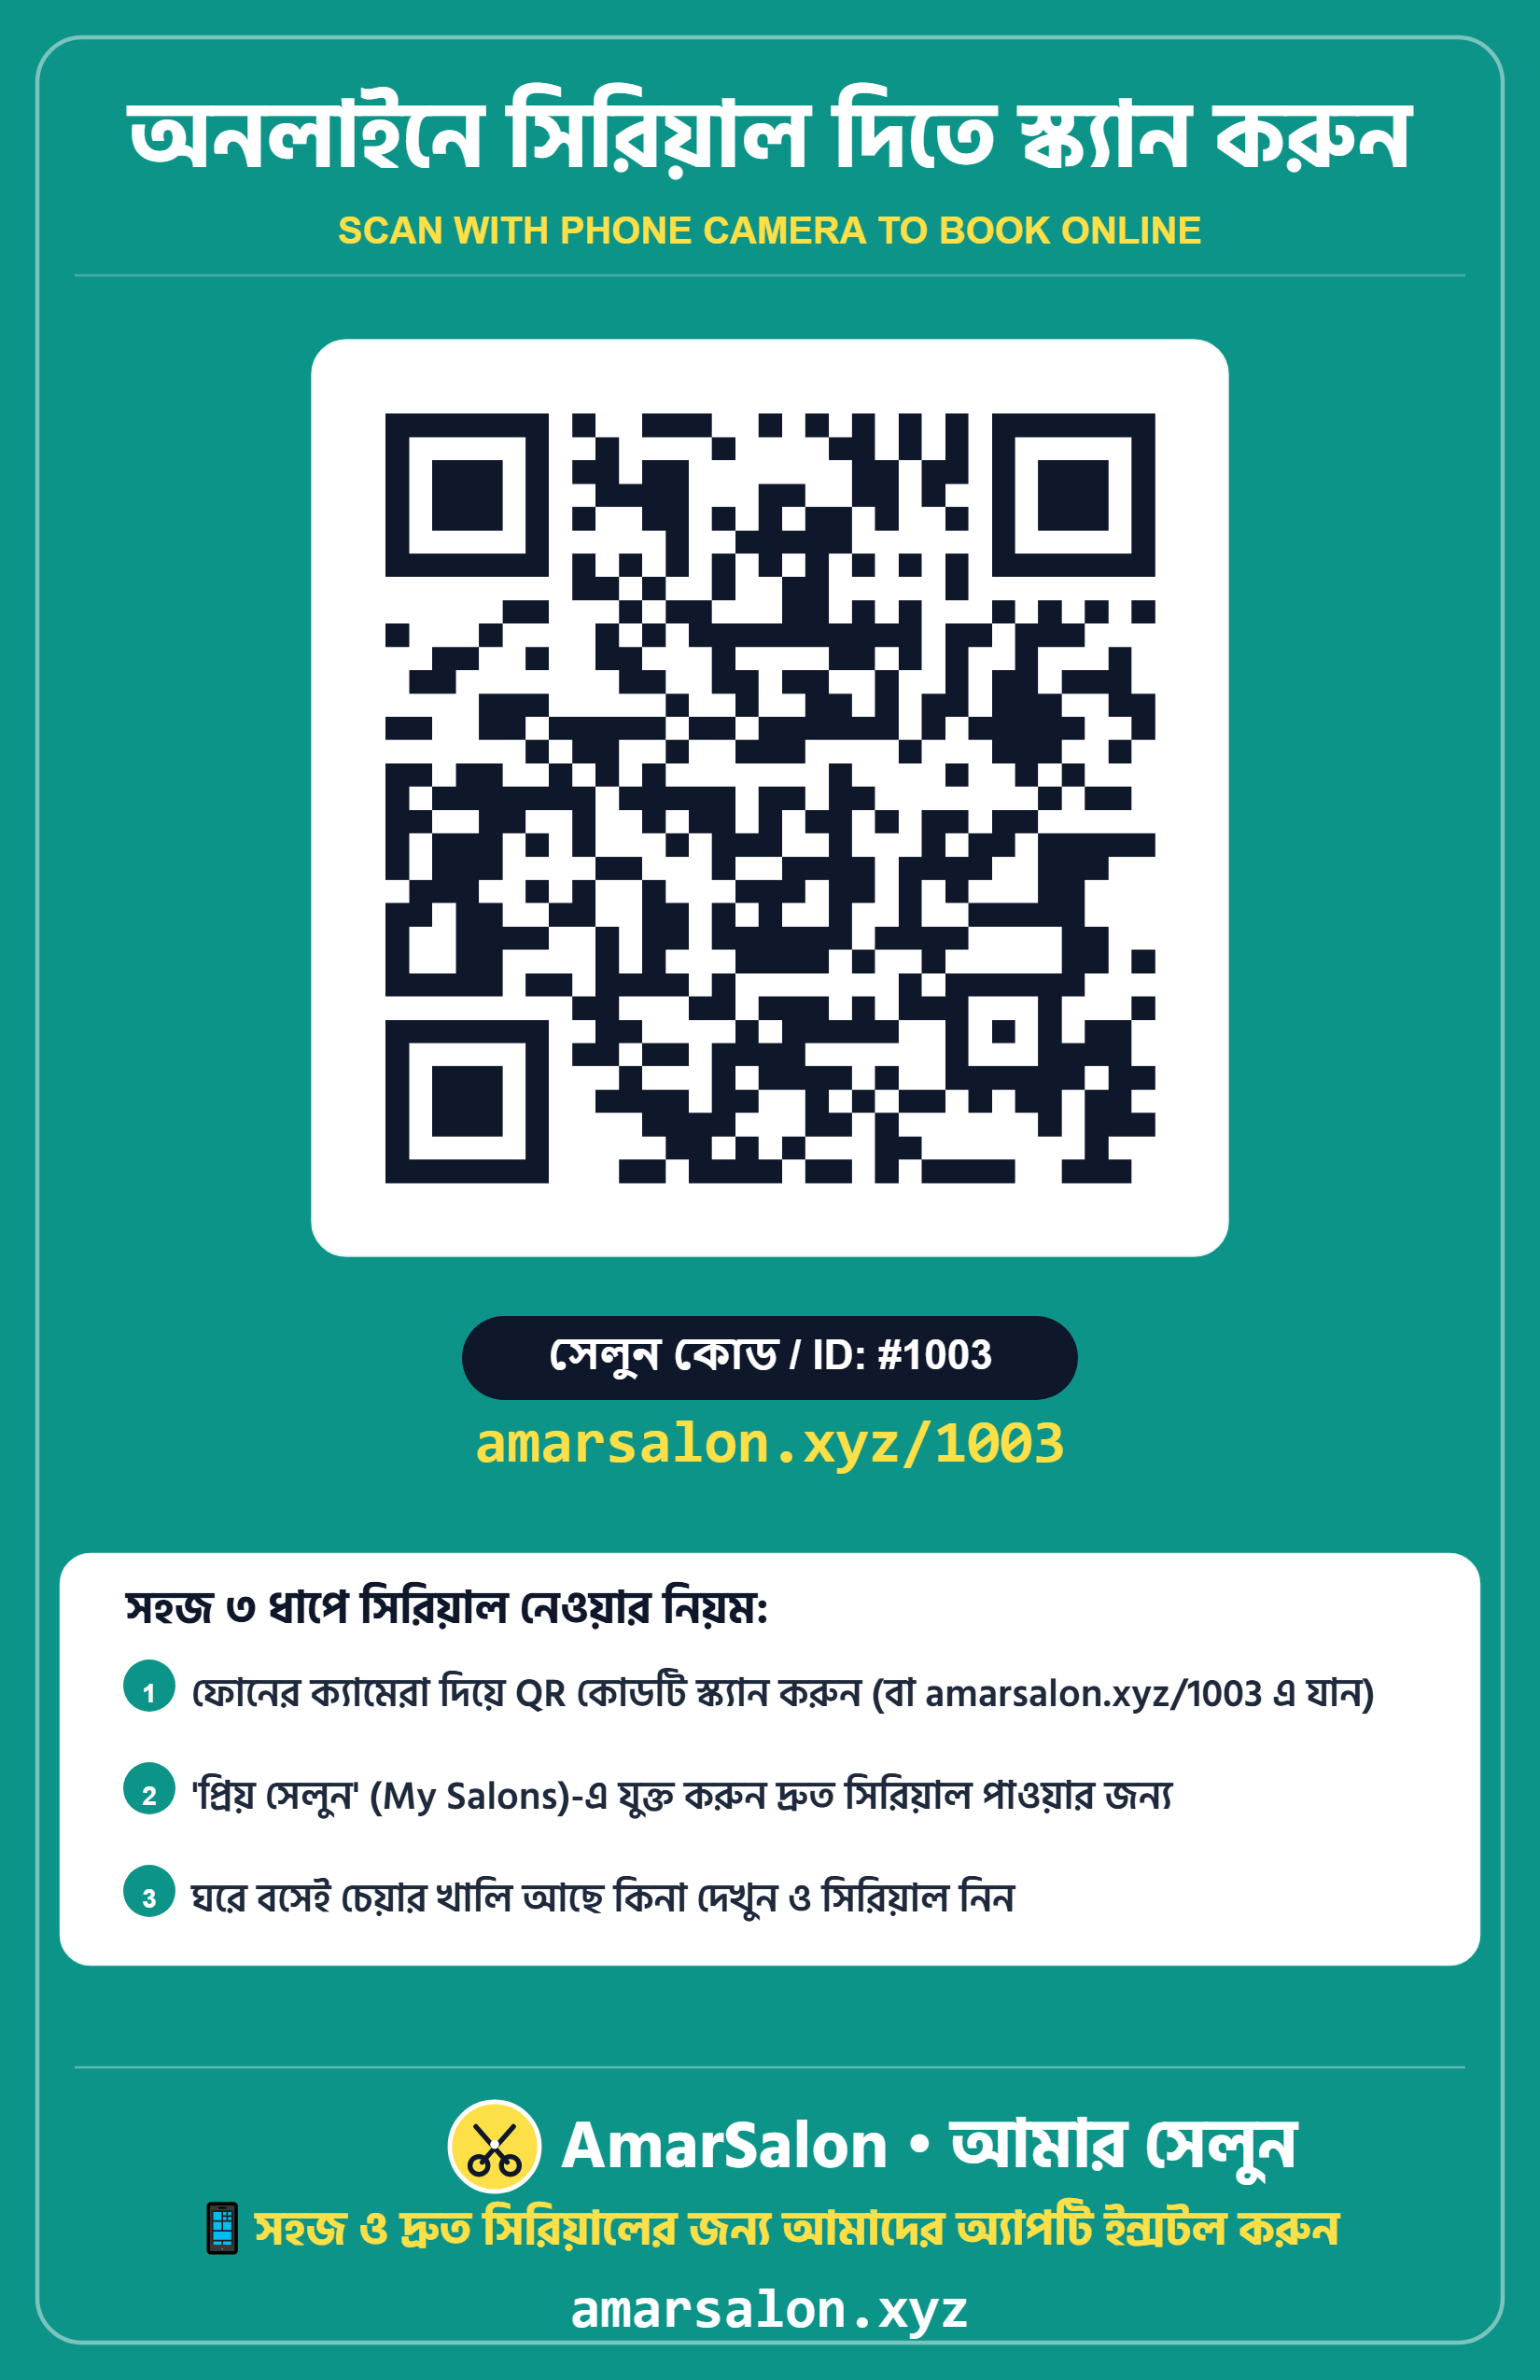 অনলাইনে সিরিয়াল দিতে স্ক্যান করুন
SCAN WITH PHONE CAMERA TO BOOK ONLINE
সেলুন কোড / ID: #1003
amarsalon.xyz/1003
সহজ ৩ ধাপে সিরিয়াল নেওয়ার নিয়ম:
1 ফোনের ক্যামেরা দিয়ে QR কোডটি স্ক্যান করুন (বা amarsalon.xyz/1003 এ যান)
2 'প্রিয় সেলুন' (My Salons)-এ যুক্ত করুন দ্রুত সিরিয়াল পাওয়ার জন্য
3 ঘরে বসেই চেয়ার খালি আছে কিনা দেখুন ও সিরিয়াল নিন
AmarSalon • আমার সেলুন
সহজ ও দ্রুত সিরিয়ালের জন্য আমাদের অ্যাপটি ইন্সটল করুন
amarsalon.xyz